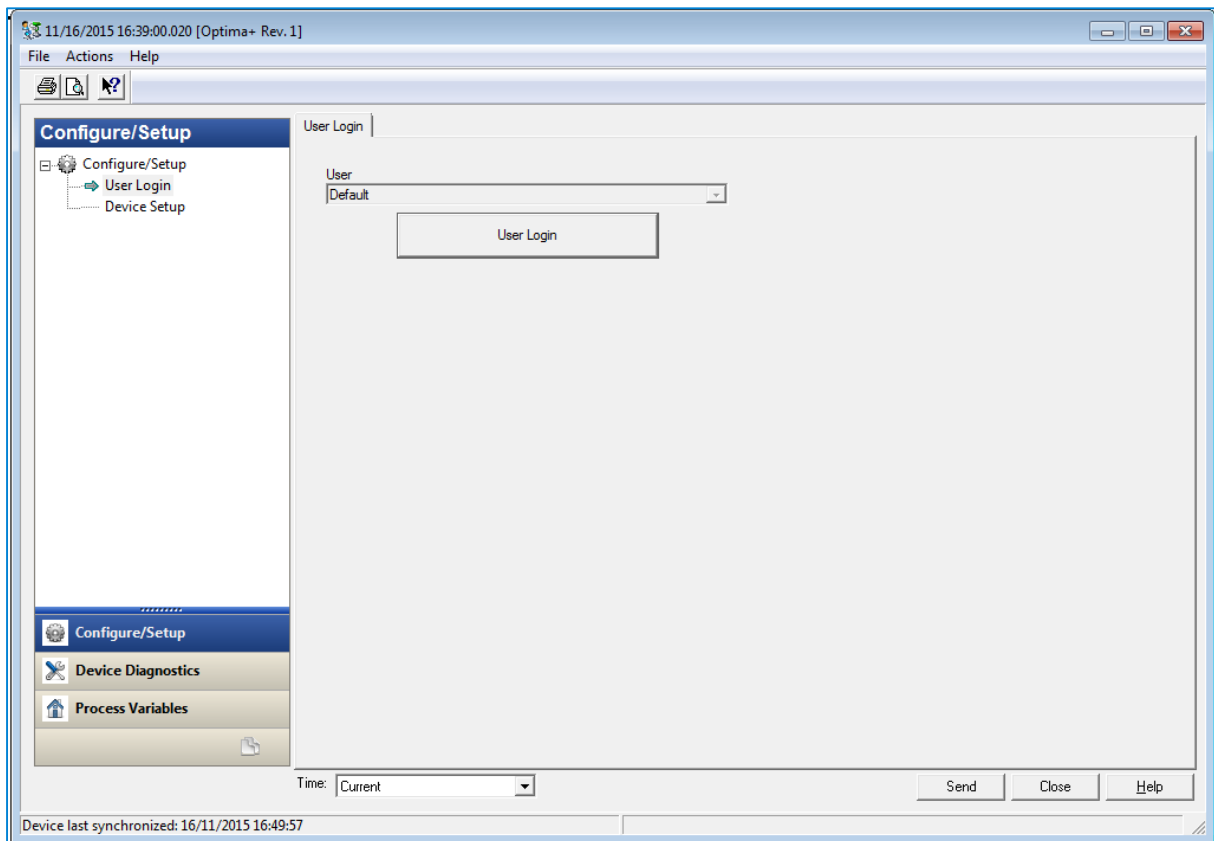 11/16/2015 16:39:00.020 [Optima+ Rev. 1]
File Actions Help
Configure/Setup
Configure/Setup
User Login
Device Setup
Configure/Setup
Device Diagnostics
Process Variables
User Login
User
Default
User Login
Time: Current
Send Close Help
Device last synchronized: 16/11/2015 16:49:57